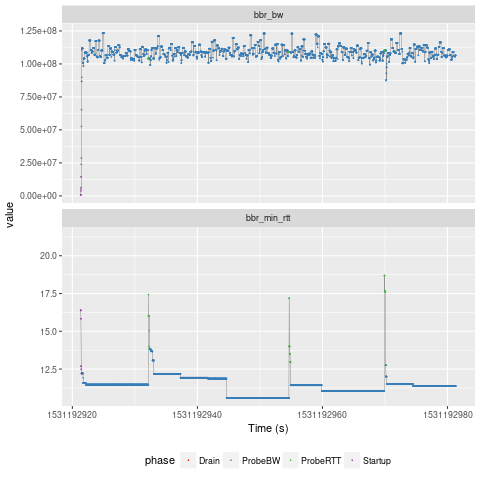 bbr_bw
1.25e+08
1.00e+08
7.50e+07
5.00e+07
2.50e+07
0.00e+00
value
bbr_min_rtt
20.0
17.5
15.0
12.5
1531192920 1531192940 1531192960 1531192980
Time (s)
phase Drain ProbeBW ProbeRTT Startup